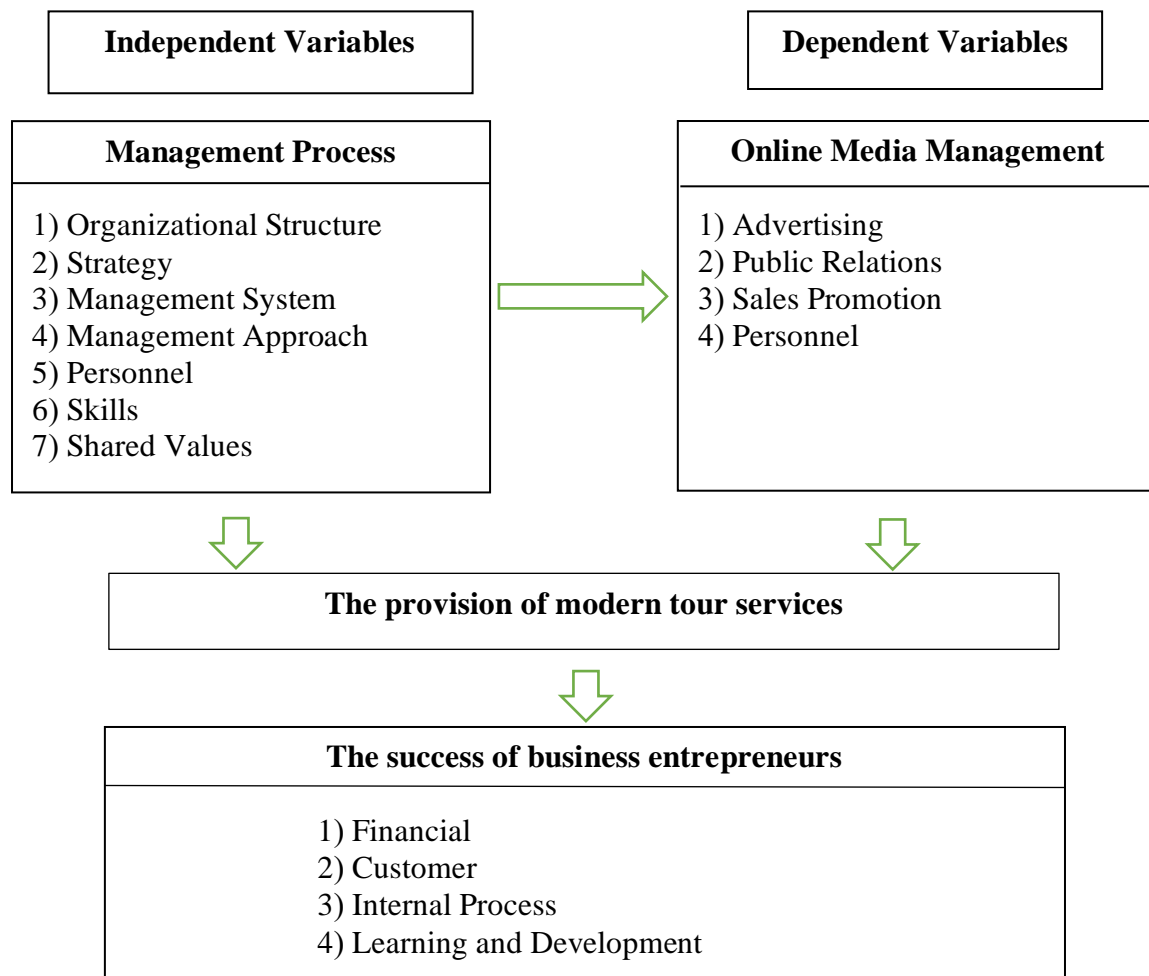 Independent Variables
Dependent Variables
Management Process
1) Organizational Structure
2) Strategy
3) Management System
4) Management Approach
5) Personnel
6) Skills
7) Shared Values
Online Media Management
1) Advertising
2) Public Relations
3) Sales Promotion
4) Personnel
The provision of modern tour services
The success of business entrepreneurs
1) Financial
2) Customer
3) Internal Process
4) Learning and Development